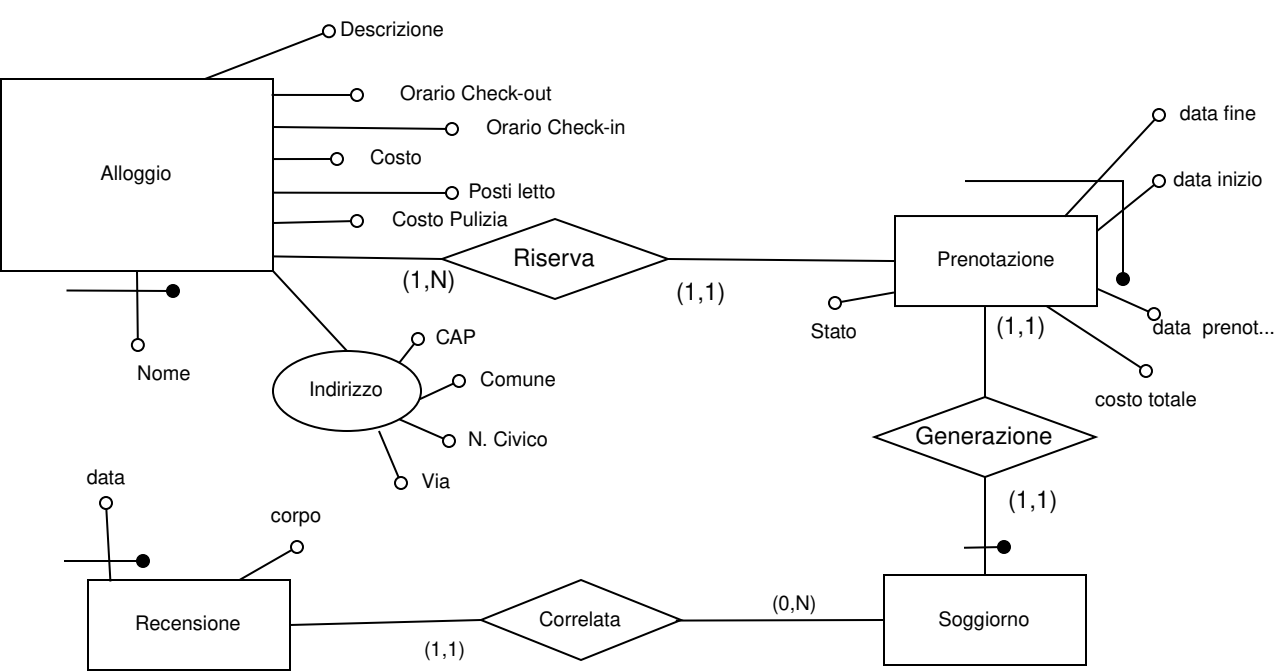 Descrizione
Orario Check-out
Orario Check-in
Costo
Posti letto
Costo Pulizia
Alloggio
Nome
Riserva
(1,N)
(1,1)
data fine
data inizio
Prenotazione
Stato
(1,1)
data prenot...
costo totale
Indirizzo
CAP
Comune
N. Civico
Via
Generazione
(1,1)
data
corpo
Recensione
(1,1)
Correlata
(0,N)
Soggiorno